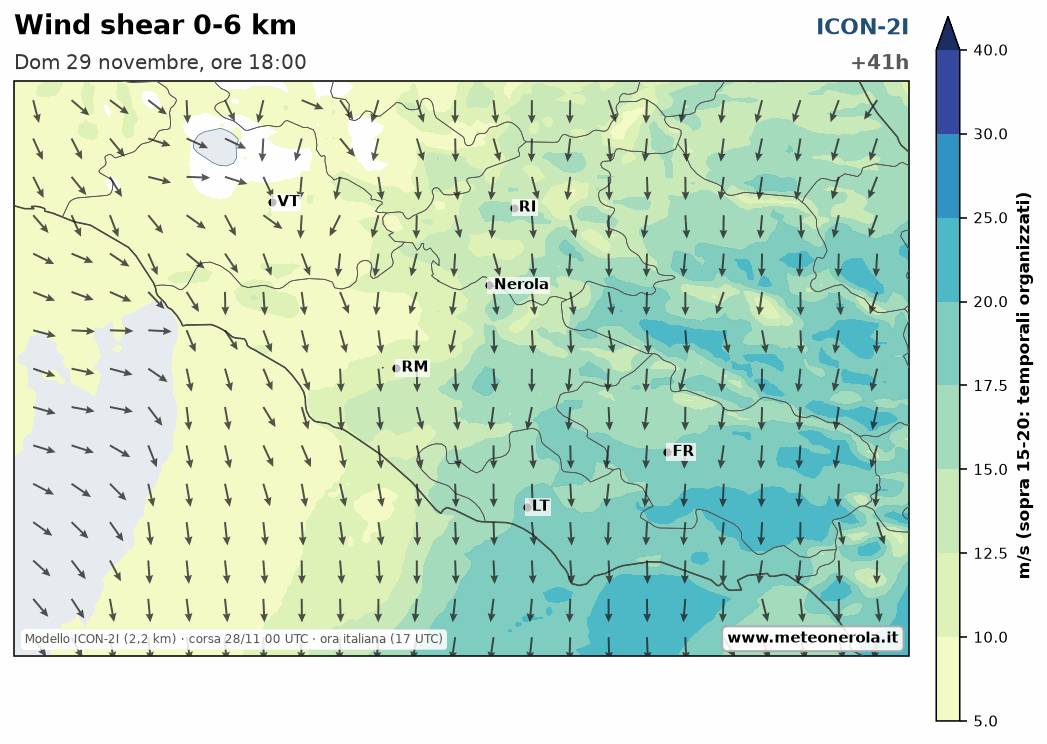 Wind shear 0-6 km
ICON-2I
Dom 29 novembre, ore 18:00
+41h
VT
RI
Nerola
RM
FR
LT
Modello ICON-2I (2,2 km) · corsa 28/11 00 UTC · ora italiana (17 UTC)
www.meteonerola.it
40.0
30.0
25.0
20.0
17.5
15.0
12.5
10.0
5.0
m/s (sopra 15-20: temporali organizzati)